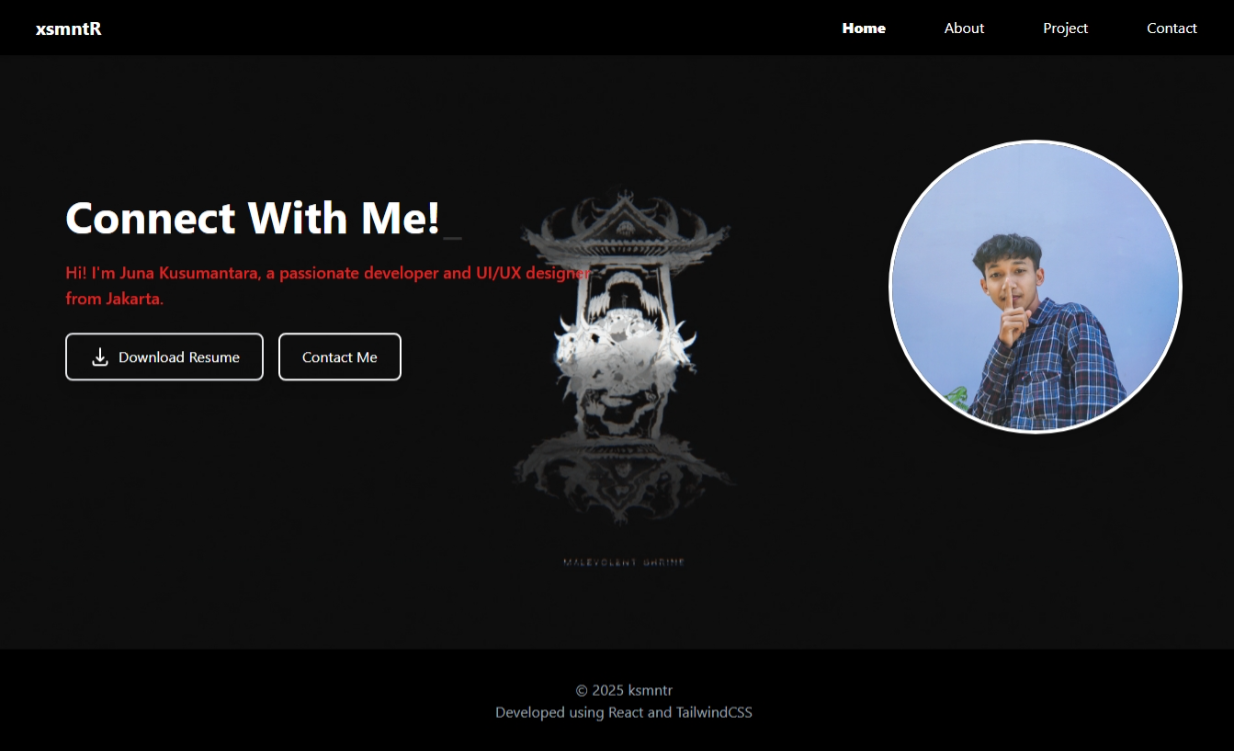 xsmntR
Home
About
Project
Contact
Connect With Me!_
Hi! I'm Juna Kusumantara, a passionate developer and UI/UX designer
from Jakarta.
Download Resume
Contact Me
MALEVOLENT SHRINE
© 2025 ksmntr
Developed using React and TailwindCSS